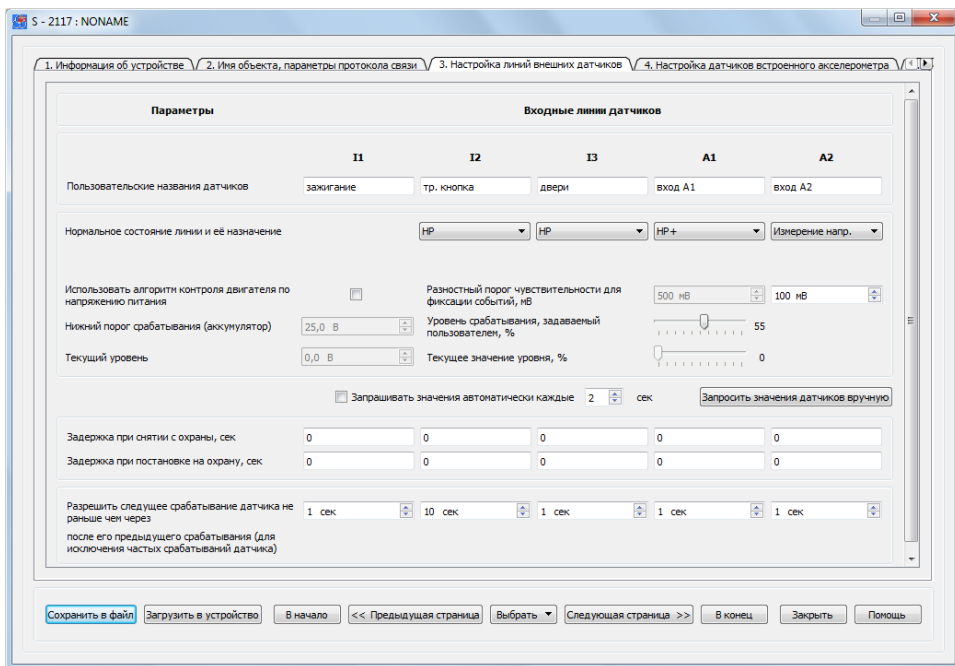 S - 2117 : NONAME
1. Информация об устройстве
2. Имя объекта, параметры протокола связи
3. Настройка линий внешних датчиков
4. Настройка датчиков встроенного акселерометра
Параметры
Входные линии датчиков
I1 I2 I3 A1 A2
Пользовательские названия датчиков зажигание тр. кнопка двери вход А1 вход А2
Нормальное состояние линии и её назначение НР НР НР+ Измерение напр.
Использовать алгоритм контроля двигателя по
напряжению питания
Разностный порог чувствительности для
фиксации событий, мВ
500 мВ 100 мВ
Нижний порог срабатывания (аккумулятор) 25,0 В
Уровень срабатывания, задаваемый
пользователем, %
55
Текущий уровень 0,0 В Текущее значение уровня, % 0
Запрашивать значения автоматически каждые 2 сек Запросить значения датчиков вручную
Задержка при снятии с охраны, сек 0 0 0 0 0
Задержка при постановке на охрану, сек 0 0 0 0 0
Разрешить следущее срабатывание датчика не
раньше чем через
1 сек 10 сек 1 сек 1 сек 1 сек
после его предыдущего срабатывания (для
исключения частых срабатываний датчика)
Сохранить в файл Загрузить в устройство В начало << Предыдущая страница Выбрать Следующая страница >> В конец Закрыть Помощь